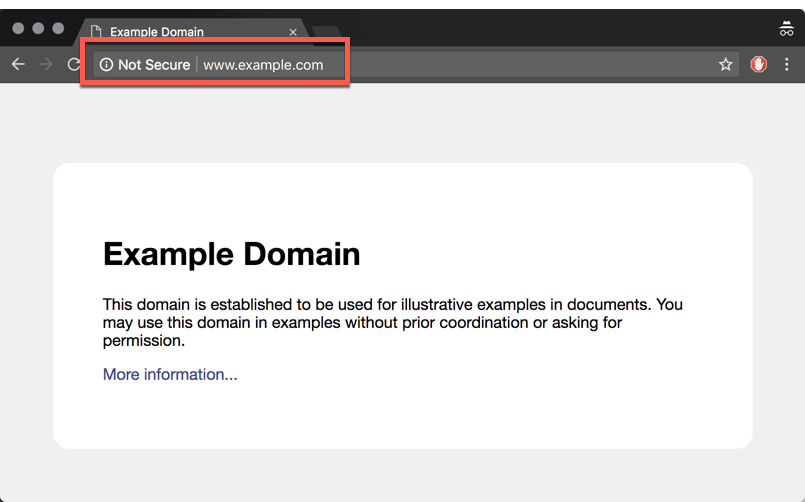 Example Domain
Not Secure www.example.com
Example Domain
This domain is established to be used for illustrative examples in documents. You
may use this domain in examples without prior coordination or asking for
permission.
More information...